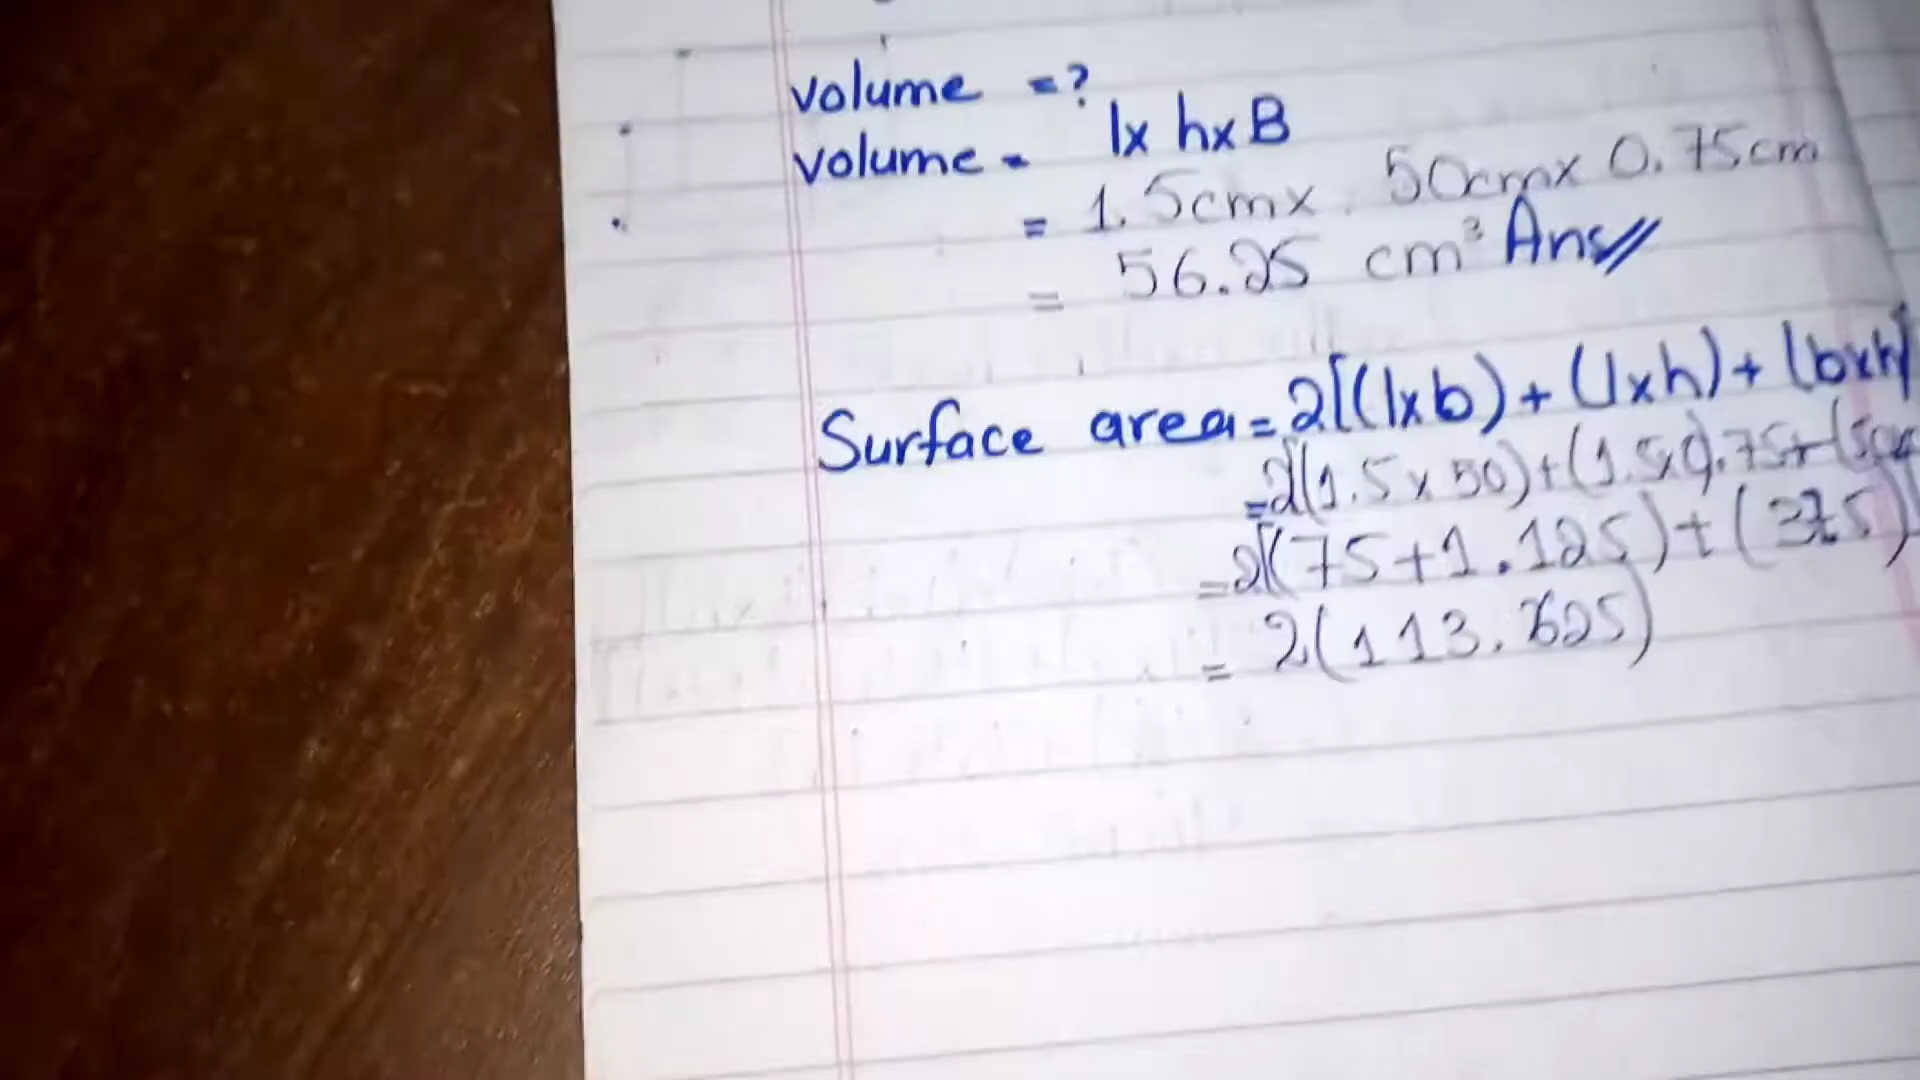 volume = ?
volume = l x h x B
= 1.5cm x 50cm x 0.75cm
= 56.25 cm³ Ans//
Surface area = 2[(l x b) + (l x h) + (b x h)]
= 2[(1.5 x 50) + (1.5 x 0.75 + (50
= 2[(75 + 1.125) + (37.5)]
= 2(113.625)